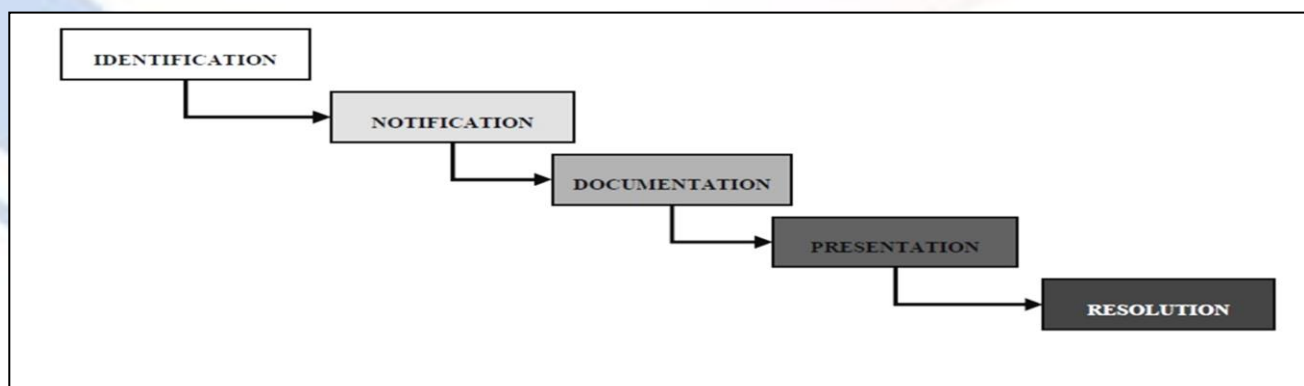 IDENTIFICATION
NOTIFICATION
DOCUMENTATION
PRESENTATION
RESOLUTION